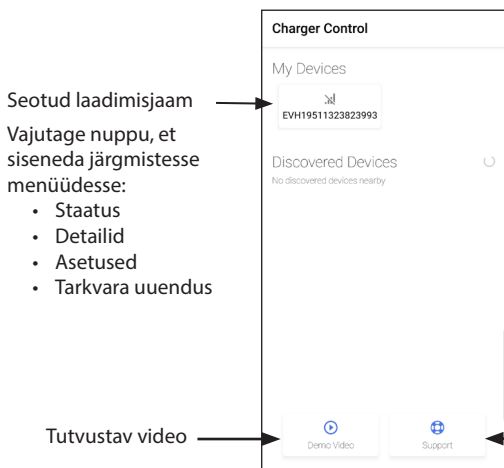 Charger Control
My Devices
EVH19511323823993
Discovered Devices
No discovered devices nearby
Demo Video
Support
Seotud laadimisjaam
Vajutage nuppu, et
siseneda järgmistesse
menüüdesse:
• Staatus
• Detailid
• Asetused
• Tarkvara uuendus
Tutvustav video